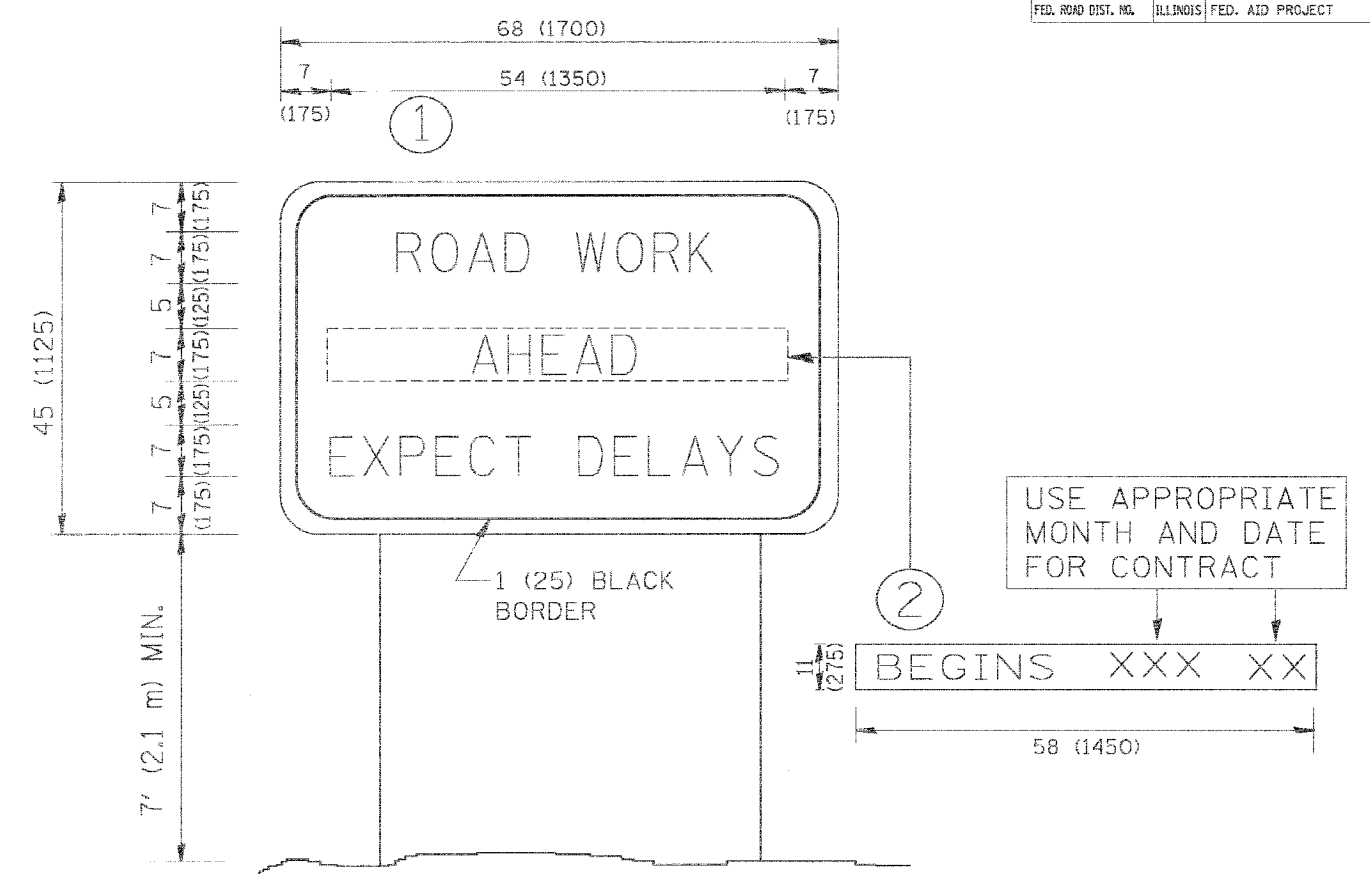 FED. ROAD DIST. NO. ILLINOIS FED. AID PROJECT
68 (1700)
7 54 (1350) 7
(175) (175)
1
45 (1125)
7 (175)
7 (175)
5 (125)
7 (175)
5 (125)
7 (175)
7 (175)
ROAD WORK
AHEAD
EXPECT DELAYS
1 (25) BLACK
BORDER
7' (2.1 m) MIN.
2
USE APPROPRIATE
MONTH AND DATE
FOR CONTRACT
11
(275)
BEGINS XXX XX
58 (1450)